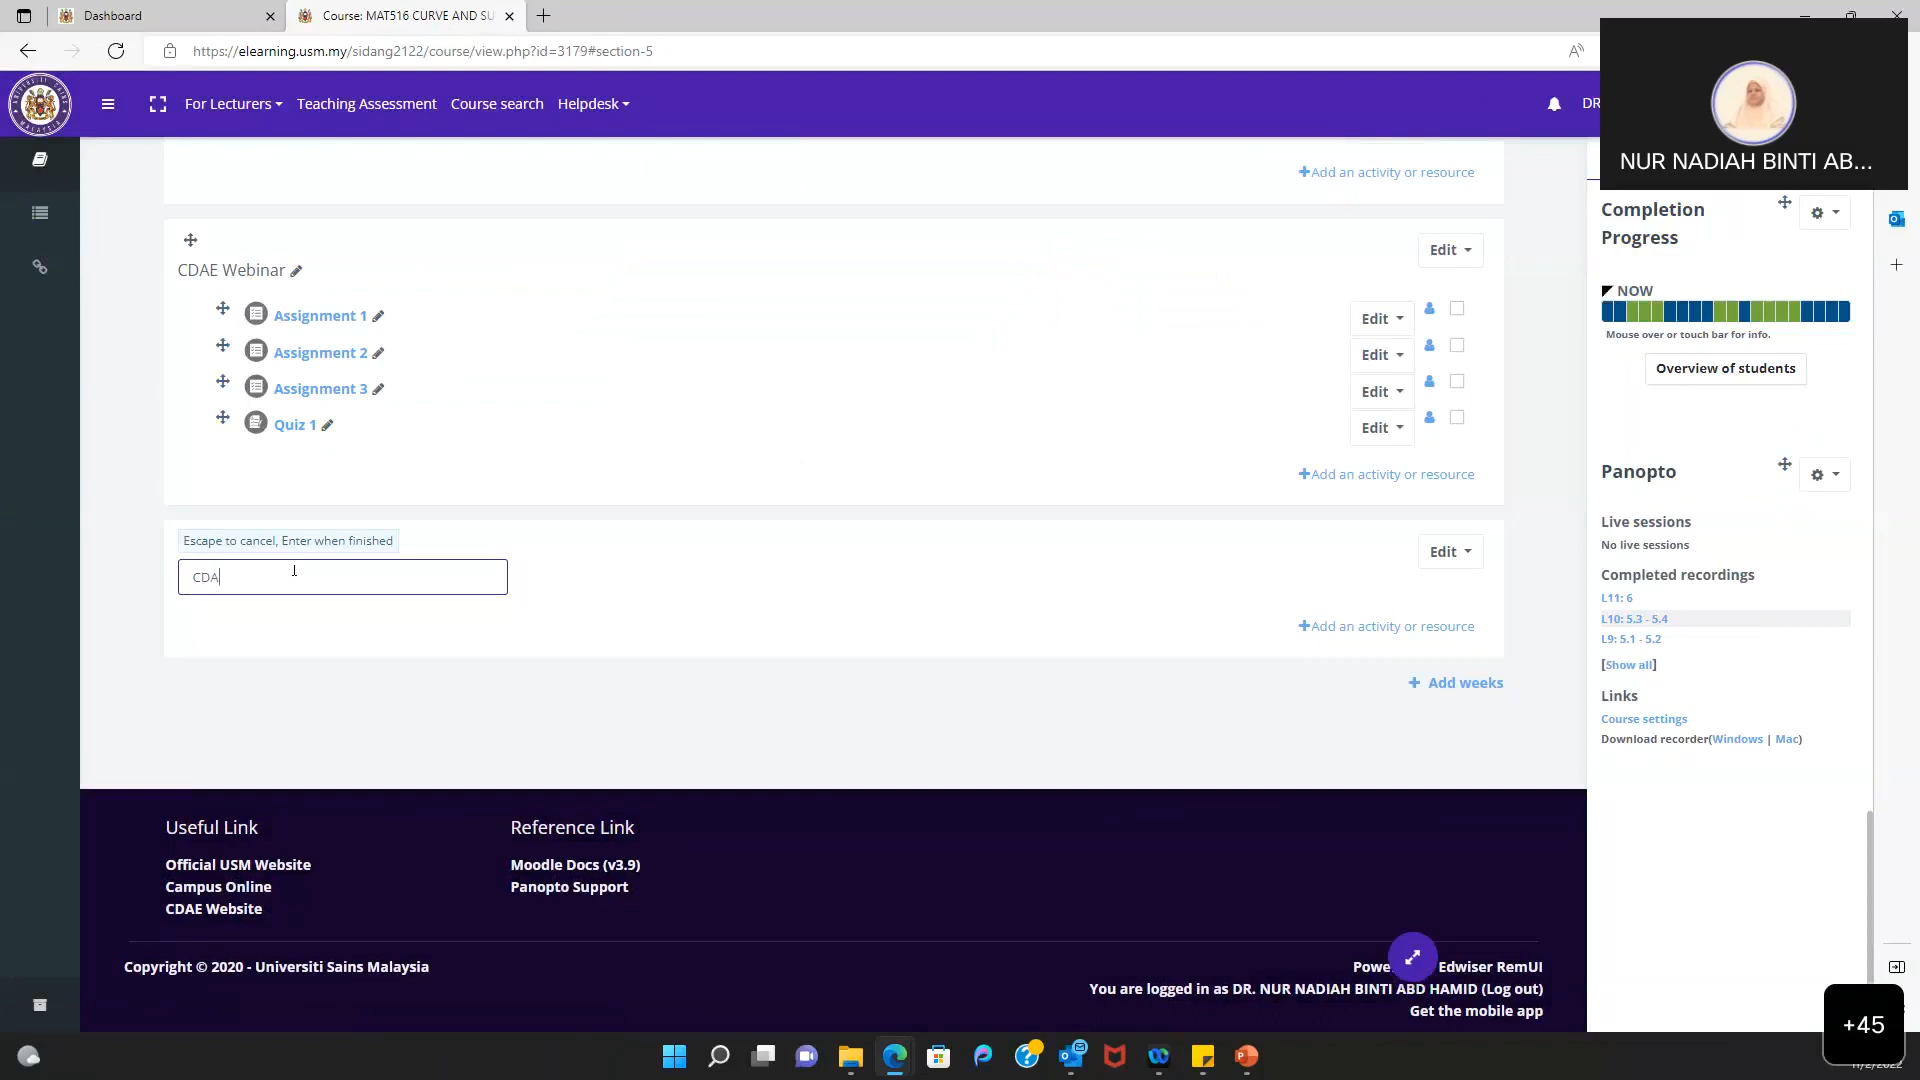 Dashboard
Course: MAT516 CURVE AND SU
https://elearning.usm.my/sidang2122/course/view.php?id=3179#section-5
For Lecturers
Teaching Assessment
Course search
Helpdesk
DR
NUR NADIAH BINTI AB...
Add an activity or resource
CDAE Webinar
Edit
Assignment 1
Edit
Assignment 2
Edit
Assignment 3
Edit
Quiz 1
Edit
Add an activity or resource
Escape to cancel, Enter when finished
CDA
Edit
Add an activity or resource
Add weeks
Completion
Progress
NOW
Mouse over or touch bar for info.
Overview of students
Panopto
Live sessions
No live sessions
Completed recordings
L11: 6
L10: 5.3 - 5.4
L9: 5.1 - 5.2
[Show all]
Links
Course settings
Download recorder(Windows | Mac)
Useful Link
Official USM Website
Campus Online
CDAE Website
Reference Link
Moodle Docs (v3.9)
Panopto Support
Copyright © 2020 - Universiti Sains Malaysia
Powe
Edwiser RemUI
You are logged in as DR. NUR NADIAH BINTI ABD HAMID (Log out)
Get the mobile app
+45